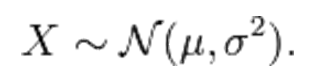 X ∼ 𝒩(μ, σ²).